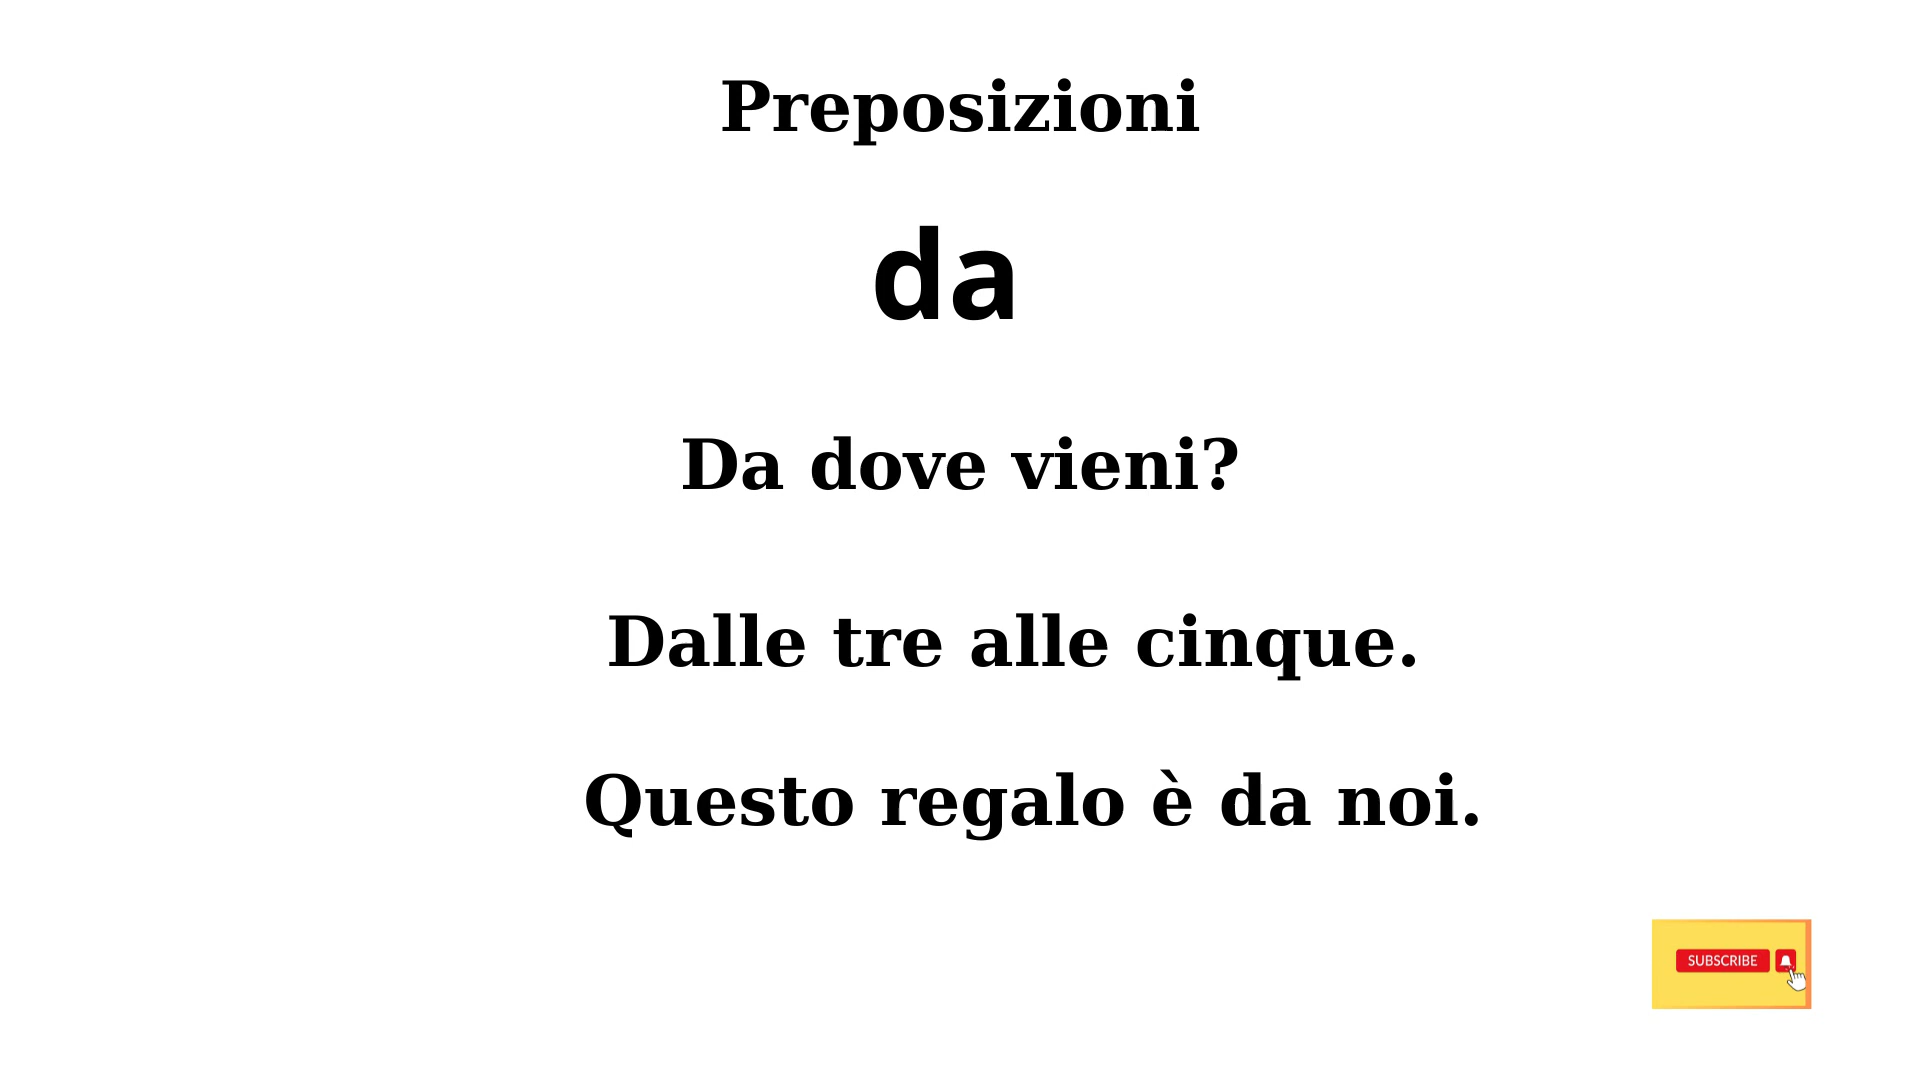 Preposizioni
da
Da dove vieni?
Dalle tre alle cinque.
Questo regalo è da noi.
SUBSCRIBE